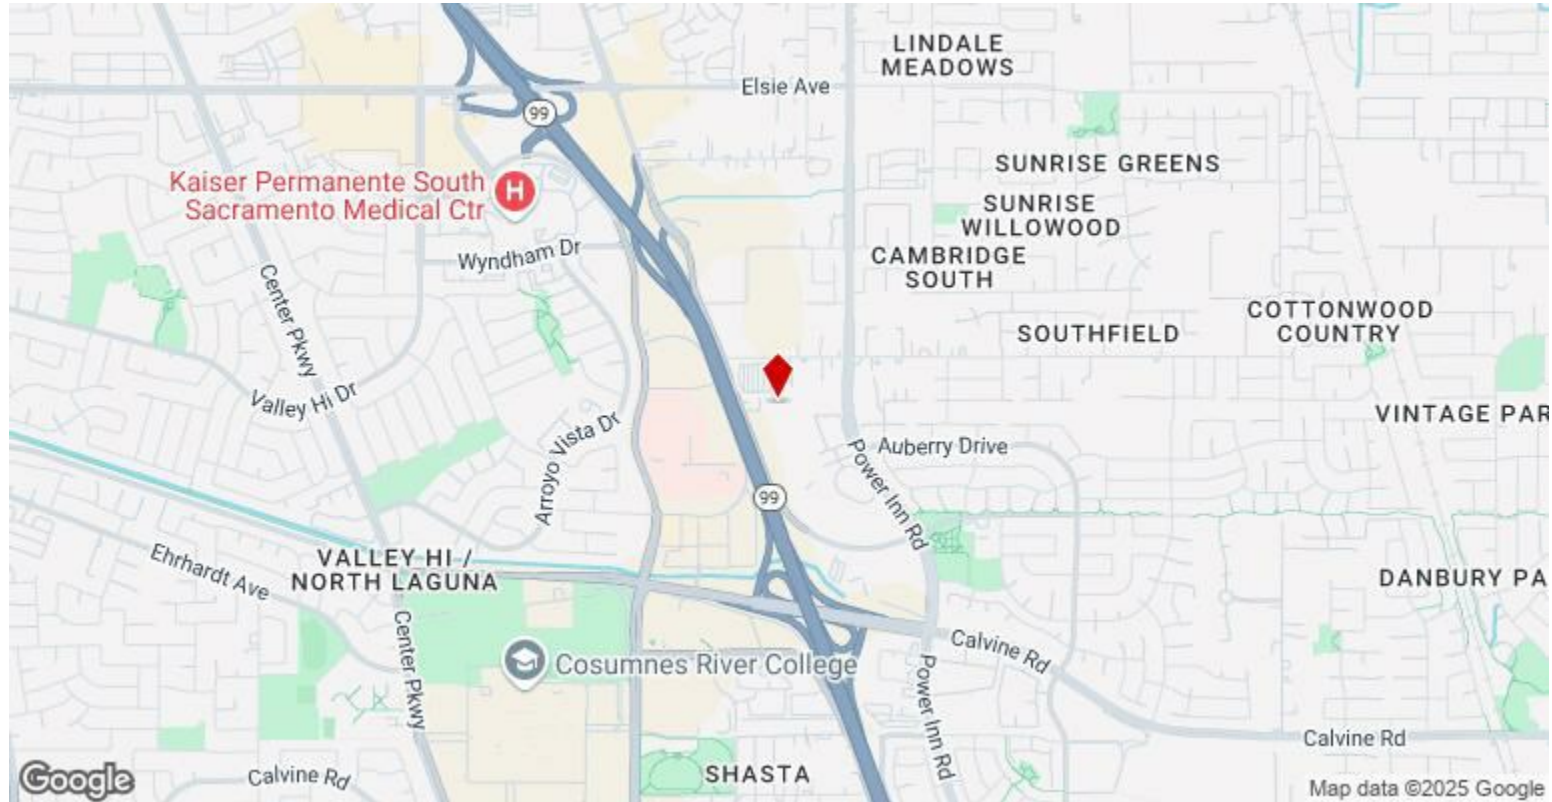 LINDALE
MEADOWS
Elsie Ave
99
SUNRISE GREENS
Kaiser Permanente South
Sacramento Medical Ctr
H
SUNRISE
WILLOWOOD
Wyndham Dr
CAMBRIDGE
SOUTH
Center Pkwy
COTTONWOOD
COUNTRY
SOUTHFIELD
Valley Hi Dr
VINTAGE PAR
Arroyo Vista Dr
Auberry Drive
Power Inn Rd
99
VALLEY HI /
NORTH LAGUNA
Ehrhardt Ave
DANBURY PA
Center Pkwy
Cosumnes River College
Calvine Rd
Power Inn Rd
Calvine Rd
SHASTA
Calvine Rd
Google
Map data ©2025 Google